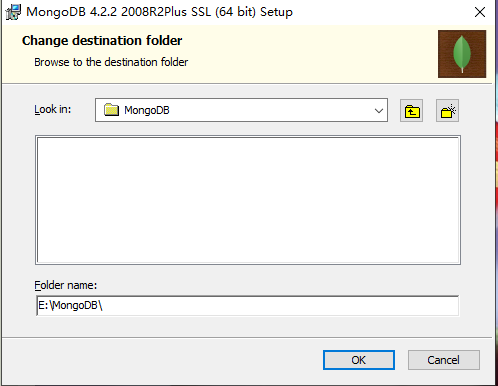 MongoDB 4.2.2 2008R2Plus SSL (64 bit) Setup
Change destination folder
Browse to the destination folder
Look in:
MongoDB
Folder name:
E:\MongoDB\
OK
Cancel